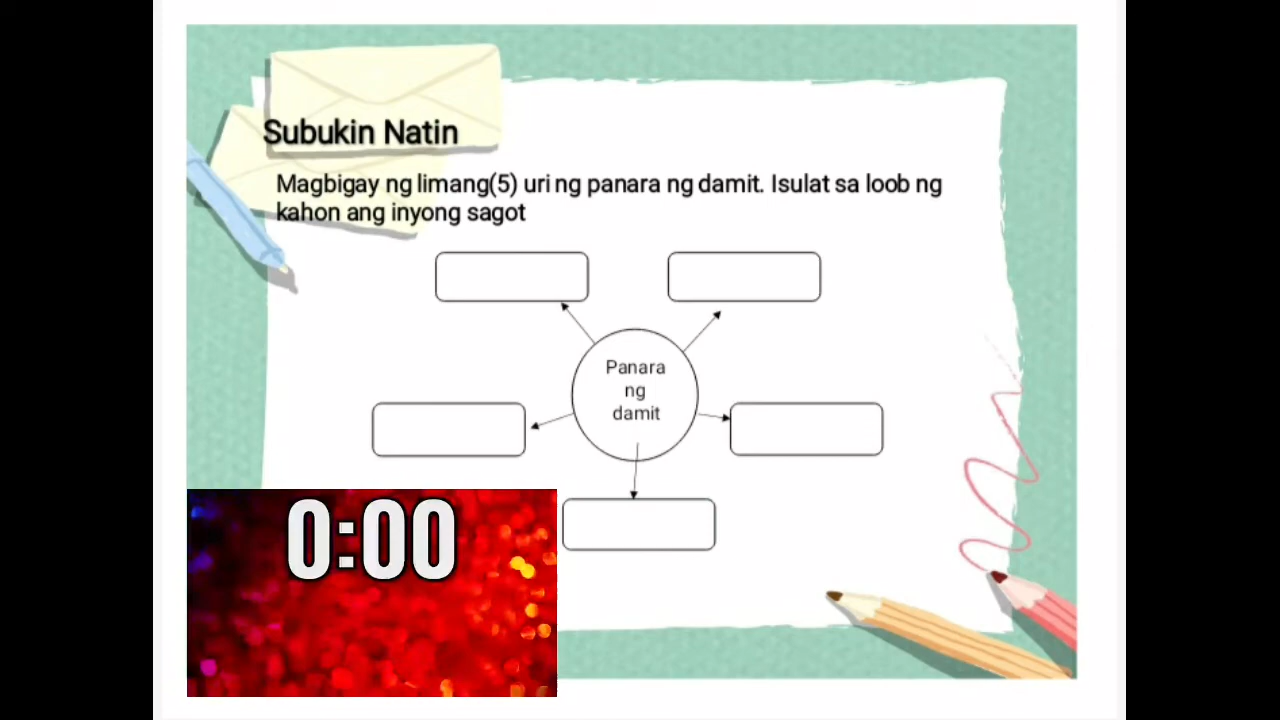 Subukin Natin
Magbigay ng limang(5) uri ng panara ng damit. Isulat sa loob ng
kahon ang inyong sagot
Panara
ng
damit
0:00